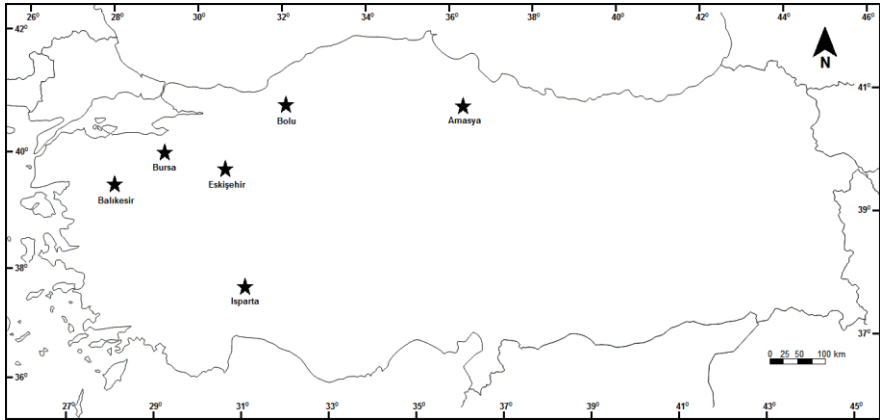 26° 28° 30° 32° 34° 36° 38° 40° 42° 44° 46°
42°
N
41°
Bolu
Amasya
40°
Bursa
Eskişehir
Balıkesir
39°
38°
Isparta
37°
0 25 50 100 km
36°
27° 29° 31° 33° 35° 37° 39° 41° 43° 45°